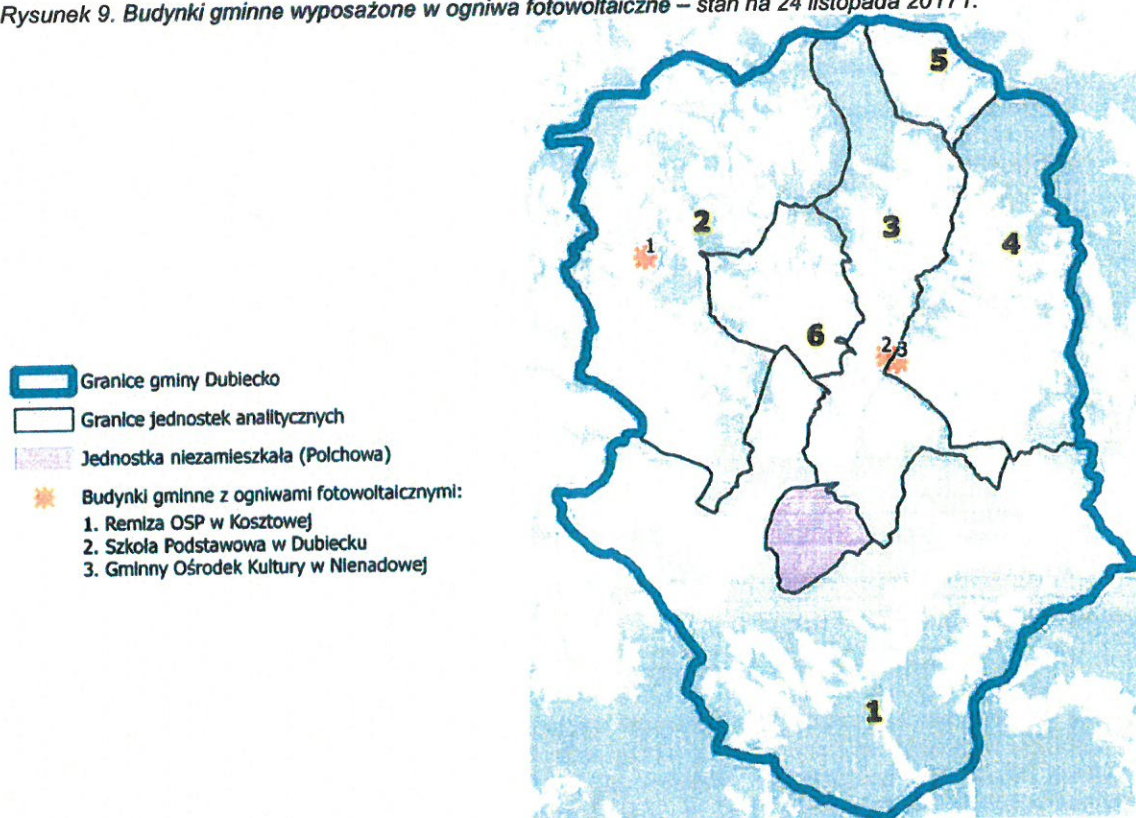 Rysunek 9. Budynki gminne wyposażone w ogniwa fotowoltaiczne – stan na 24 listopada 2017 r.
5
2
3
4
1
6
2 3
Granice gminy Dubiecko
Granice jednostek analitycznych
Jednostka niezamieszkała (Polchowa)
Budynki gminne z ogniwami fotowoltaicznymi:
1. Remiza OSP w Kosztowej
2. Szkoła Podstawowa w Dubiecku
3. Gminny Ośrodek Kultury w Nienadowej
1